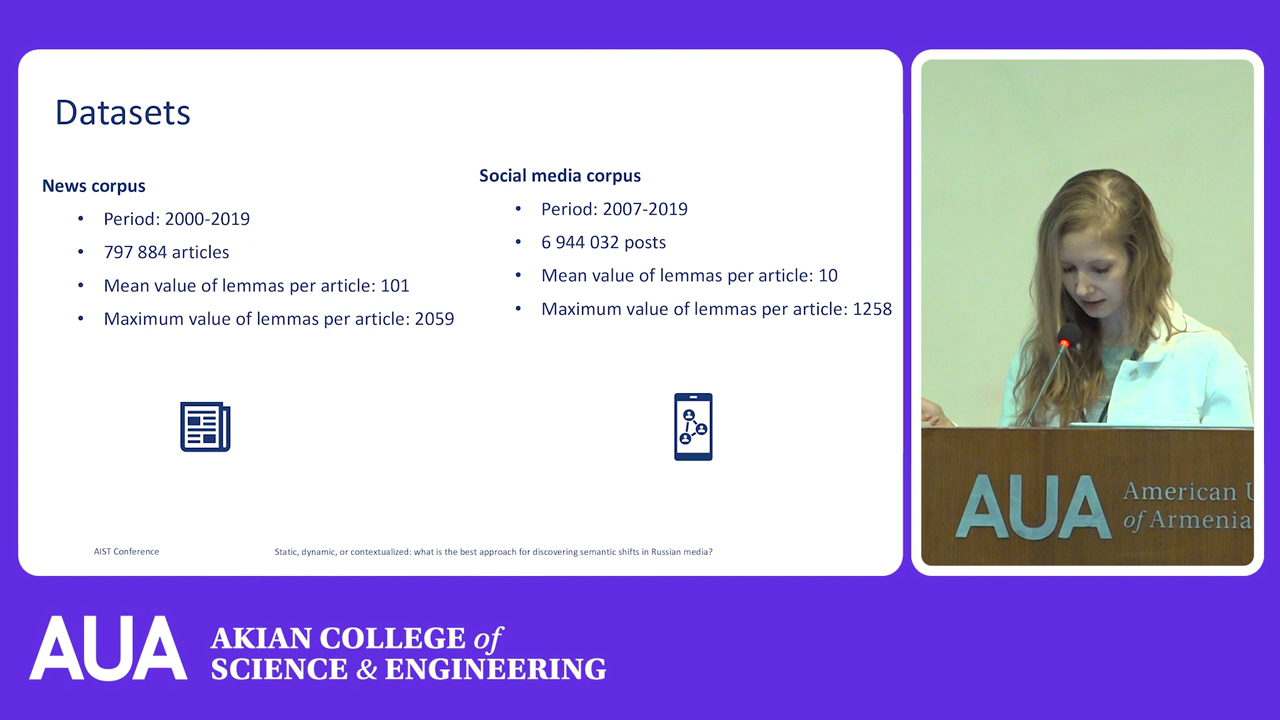 Datasets
News corpus
• Period: 2000-2019
• 797 884 articles
• Mean value of lemmas per article: 101
• Maximum value of lemmas per article: 2059
Social media corpus
• Period: 2007-2019
• 6 944 032 posts
• Mean value of lemmas per article: 10
• Maximum value of lemmas per article: 1258
AIST Conference
Static, dynamic, or contextualized: what is the best approach for discovering semantic shifts in Russian media?
AUA
American U
of Armenia
AUA
AKIAN COLLEGE of
SCIENCE & ENGINEERING